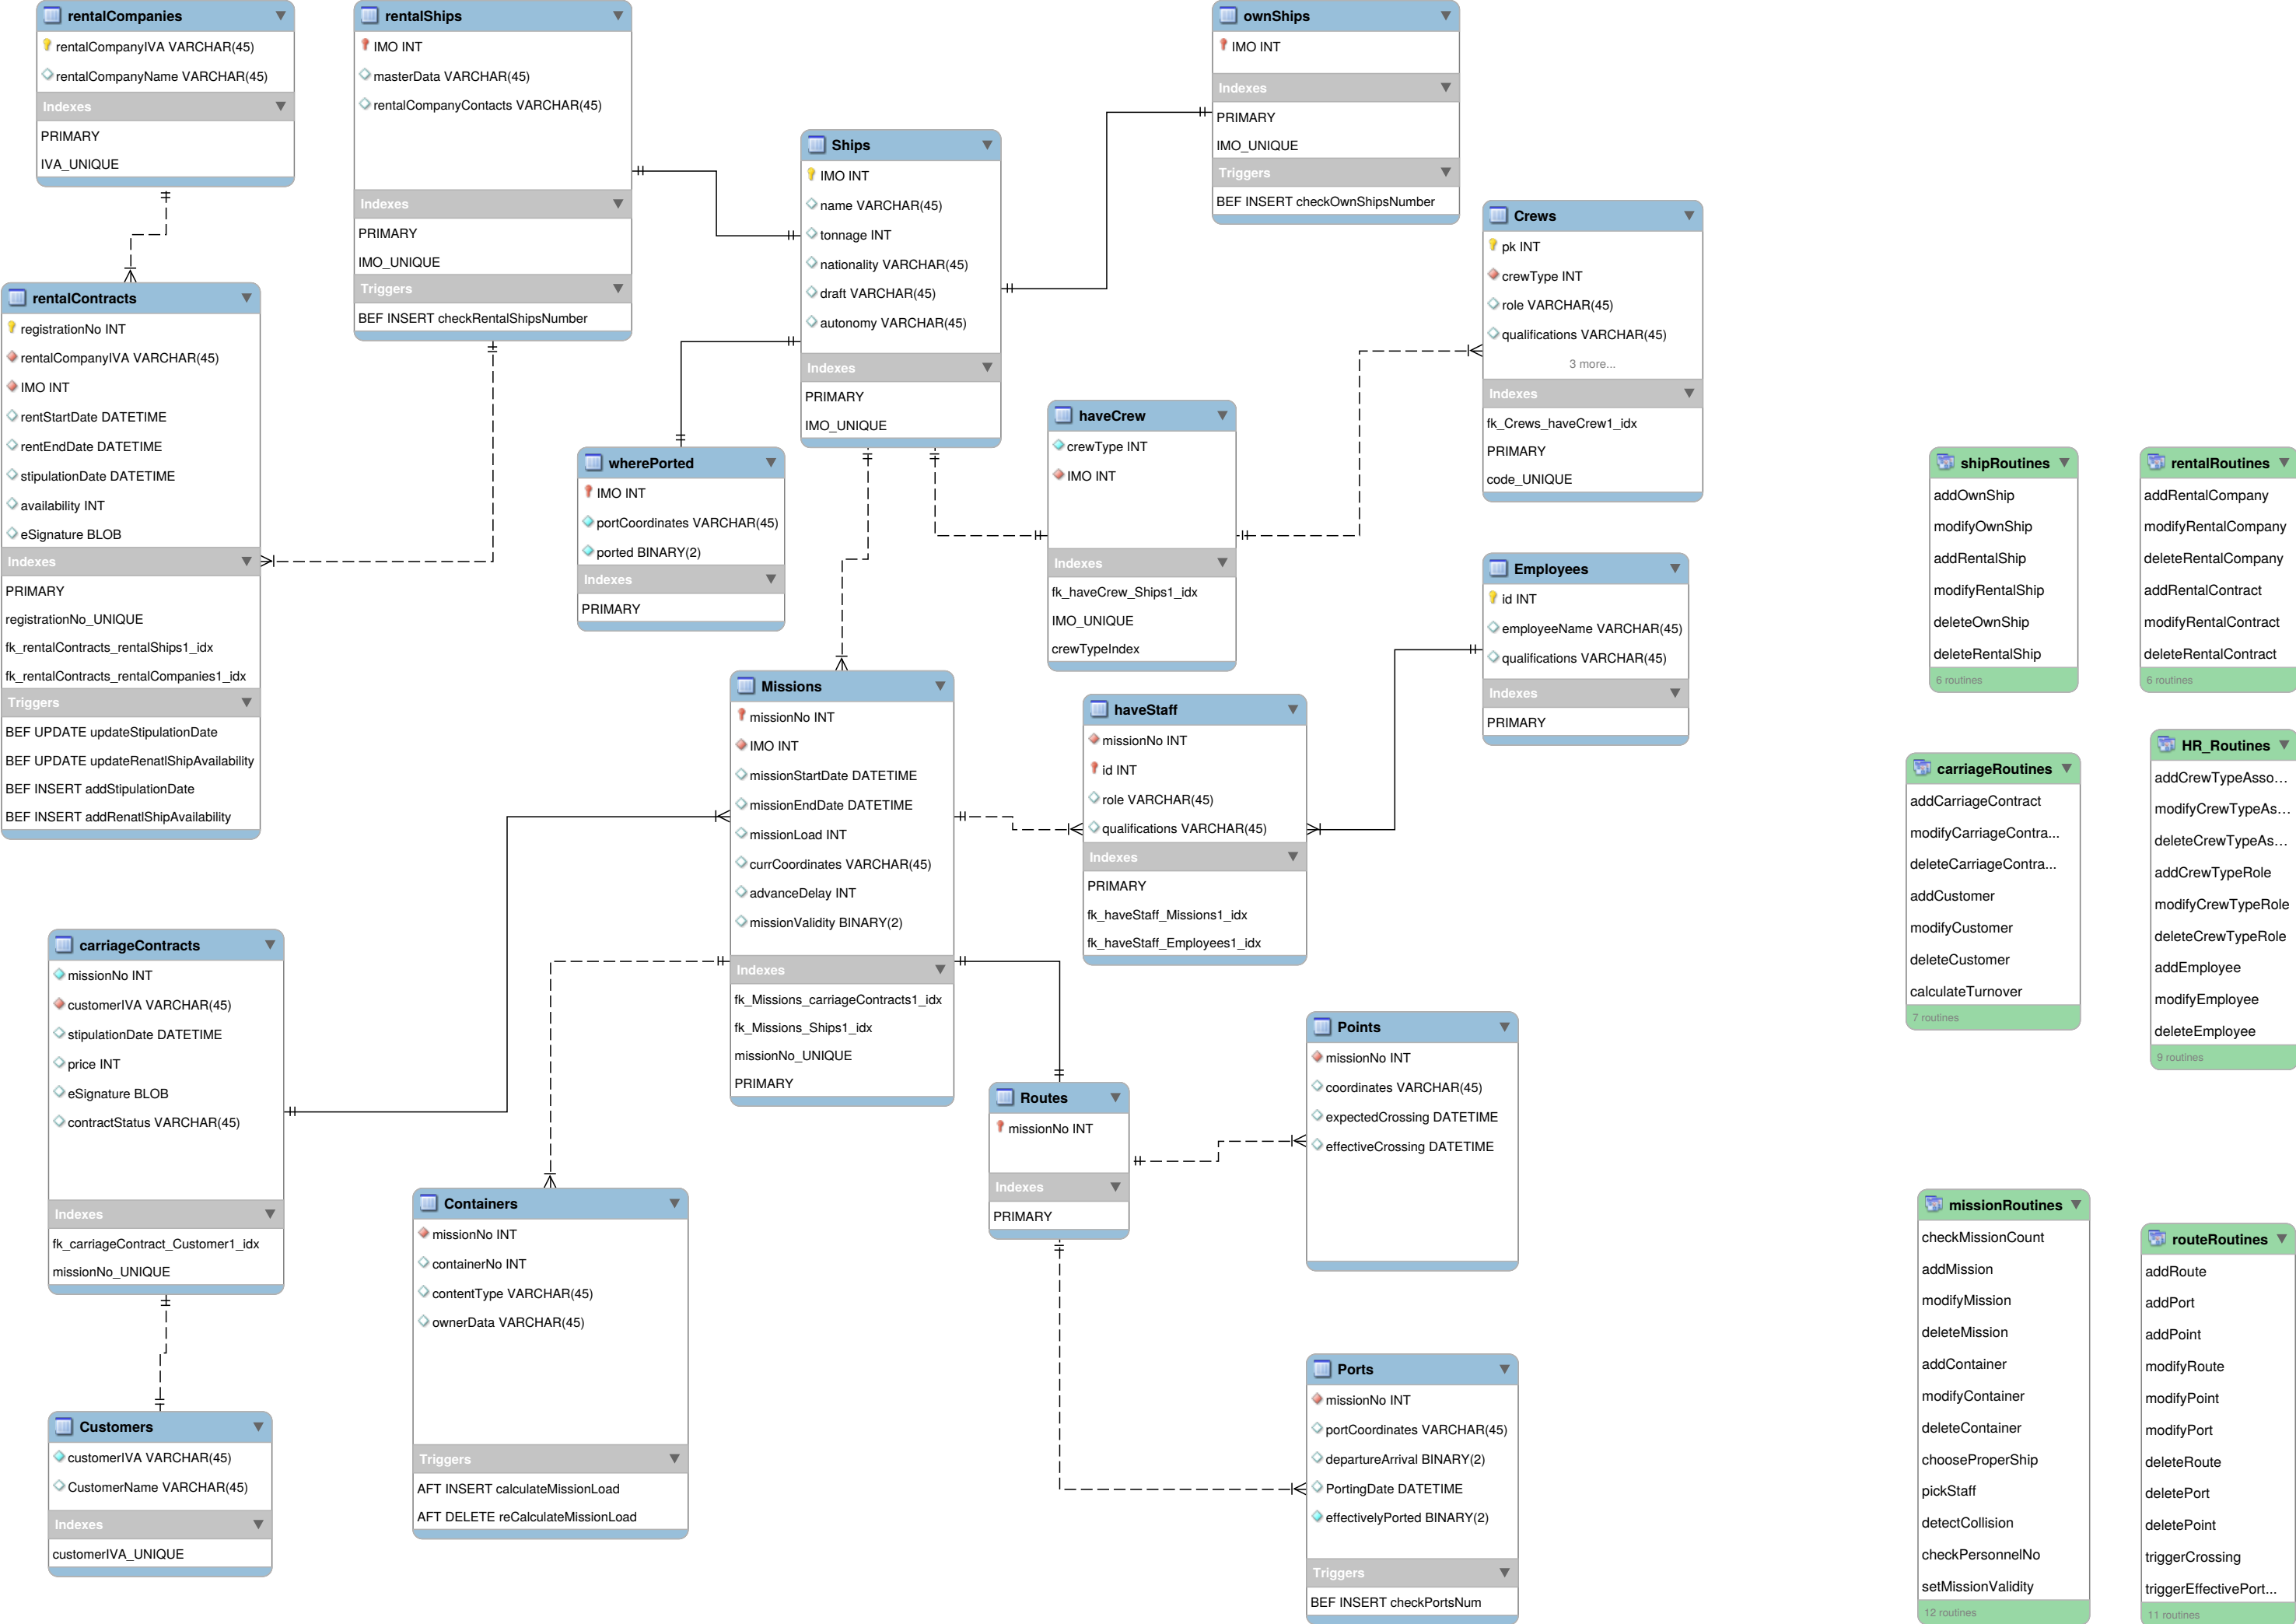 rentalCompanies
rentalCompanyIVA VARCHAR(45)
rentalCompanyName VARCHAR(45)
Indexes
PRIMARY
IVA_UNIQUE
rentalShips
IMO INT
masterData VARCHAR(45)
rentalCompanyContacts VARCHAR(45)
Indexes
PRIMARY
IMO_UNIQUE
Triggers
BEF INSERT checkRentalShipsNumber
ownShips
IMO INT
Indexes
PRIMARY
IMO_UNIQUE
Triggers
BEF INSERT checkOwnShipsNumber
Ships
IMO INT
name VARCHAR(45)
tonnage INT
nationality VARCHAR(45)
draft VARCHAR(45)
autonomy VARCHAR(45)
Indexes
PRIMARY
IMO_UNIQUE
Crews
pk INT
crewType INT
role VARCHAR(45)
qualifications VARCHAR(45)
3 more...
Indexes
fk_Crews_haveCrew1_idx
PRIMARY
code_UNIQUE
rentalContracts
registrationNo INT
rentalCompanyIVA VARCHAR(45)
IMO INT
rentStartDate DATETIME
rentEndDate DATETIME
stipulationDate DATETIME
availability INT
eSignature BLOB
Indexes
PRIMARY
registrationNo_UNIQUE
fk_rentalContracts_rentalShips1_idx
fk_rentalContracts_rentalCompanies1_idx
Triggers
BEF UPDATE updateStipulationDate
BEF UPDATE updateRenatlShipAvailability
BEF INSERT addStipulationDate
BEF INSERT addRenatlShipAvailability
wherePorted
IMO INT
portCoordinates VARCHAR(45)
ported BINARY(2)
Indexes
PRIMARY
haveCrew
crewType INT
IMO INT
Indexes
fk_haveCrew_Ships1_idx
IMO_UNIQUE
crewTypeIndex
Employees
id INT
employeeName VARCHAR(45)
qualifications VARCHAR(45)
Indexes
PRIMARY
shipRoutines
addOwnShip
modifyOwnShip
addRentalShip
modifyRentalShip
deleteOwnShip
deleteRentalShip
6 routines
rentalRoutines
addRentalCompany
modifyRentalCompany
deleteRentalCompany
addRentalContract
modifyRentalContract
deleteRentalContract
6 routines
Missions
missionNo INT
IMO INT
missionStartDate DATETIME
missionEndDate DATETIME
missionLoad INT
currCoordinates VARCHAR(45)
advanceDelay INT
missionValidity BINARY(2)
Indexes
fk_Missions_carriageContracts1_idx
fk_Missions_Ships1_idx
missionNo_UNIQUE
PRIMARY
haveStaff
missionNo INT
id INT
role VARCHAR(45)
qualifications VARCHAR(45)
Indexes
PRIMARY
fk_haveStaff_Missions1_idx
fk_haveStaff_Employees1_idx
carriageRoutines
addCarriageContract
modifyCarriageContra...
deleteCarriageContra...
addCustomer
modifyCustomer
deleteCustomer
calculateTurnover
7 routines
HR_Routines
addCrewTypeAsso...
modifyCrewTypeAs...
deleteCrewTypeAs...
addCrewTypeRole
modifyCrewTypeRole
deleteCrewTypeRole
addEmployee
modifyEmployee
deleteEmployee
9 routines
carriageContracts
missionNo INT
customerIVA VARCHAR(45)
stipulationDate DATETIME
price INT
eSignature BLOB
contractStatus VARCHAR(45)
Indexes
fk_carriageContract_Customer1_idx
missionNo_UNIQUE
Containers
missionNo INT
containerNo INT
contentType VARCHAR(45)
ownerData VARCHAR(45)
Triggers
AFT INSERT calculateMissionLoad
AFT DELETE reCalculateMissionLoad
Routes
missionNo INT
Indexes
PRIMARY
Points
missionNo INT
coordinates VARCHAR(45)
expectedCrossing DATETIME
effectiveCrossing DATETIME
Customers
customerIVA VARCHAR(45)
CustomerName VARCHAR(45)
Indexes
customerIVA_UNIQUE
Ports
missionNo INT
portCoordinates VARCHAR(45)
departureArrival BINARY(2)
PortingDate DATETIME
effectivelyPorted BINARY(2)
Triggers
BEF INSERT checkPortsNum
missionRoutines
checkMissionCount
addMission
modifyMission
deleteMission
addContainer
modifyContainer
deleteContainer
chooseProperShip
pickStaff
detectCollision
checkPersonnelNo
setMissionValidity
12 routines
routeRoutines
addRoute
addPort
addPoint
modifyRoute
modifyPoint
modifyPort
deleteRoute
deletePort
deletePoint
triggerCrossing
triggerEffectivePort...
11 routines